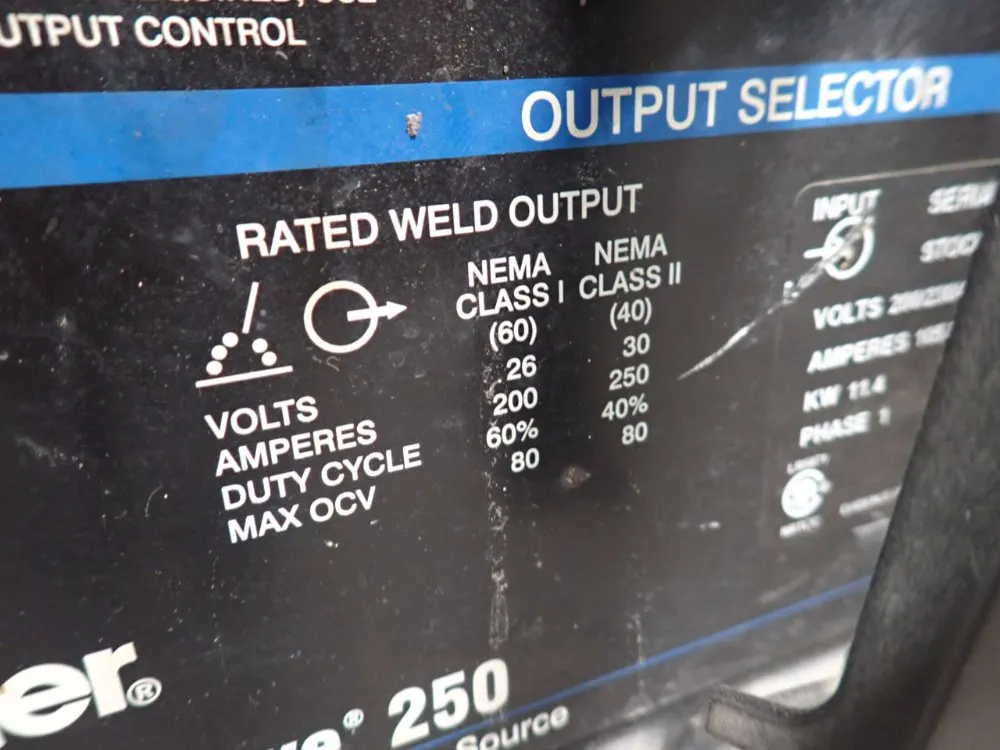 UTPUT CONTROL
OUTPUT SELECTOR
RATED WELD OUTPUT
NEMA CLASS I (60)
NEMA CLASS II (40)
VOLTS 26 30
AMPERES 200 250
DUTY CYCLE 60% 40%
MAX OCV 80 80
INPUT
VOLTS
AMPERES
KW 11.4
PHASE 1
er®
® 250
Source